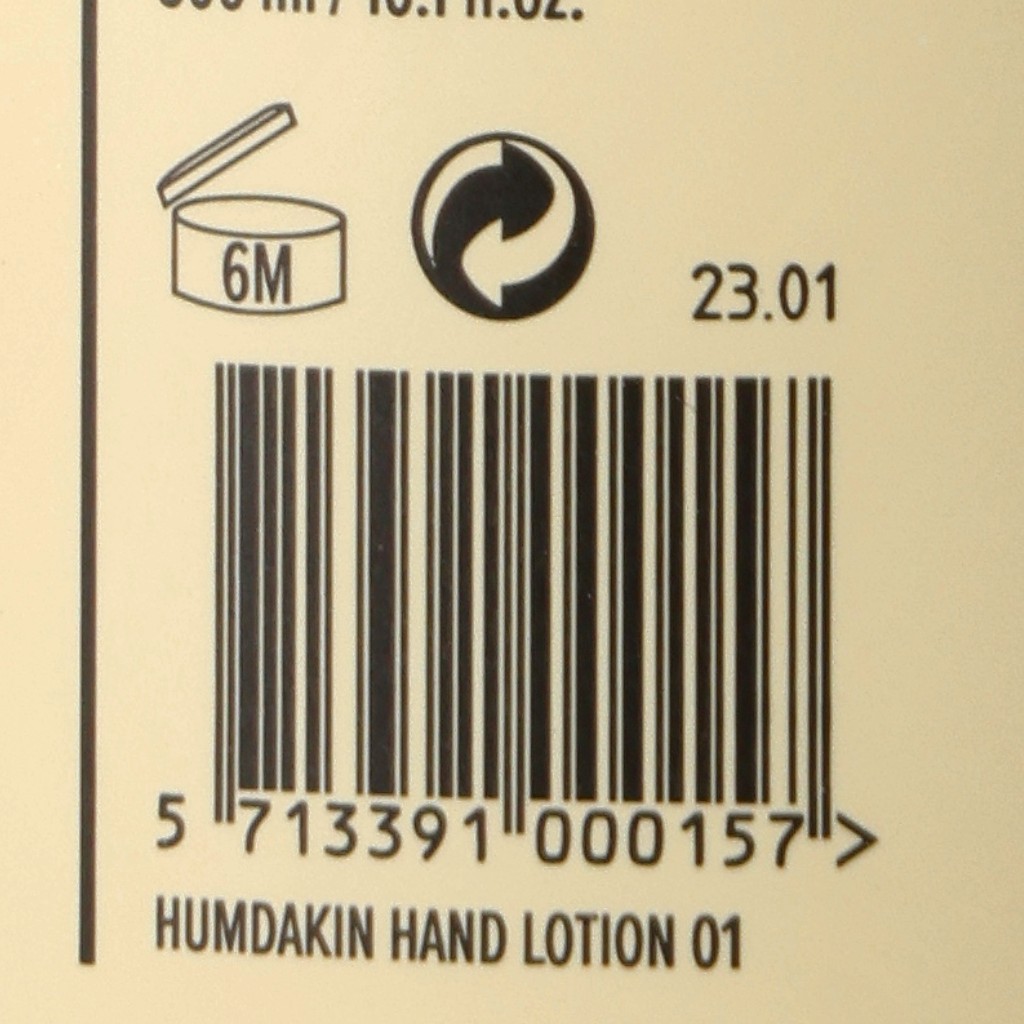 6M
23.01
5 713391 000157 >
HUMDAKIN HAND LOTION 01